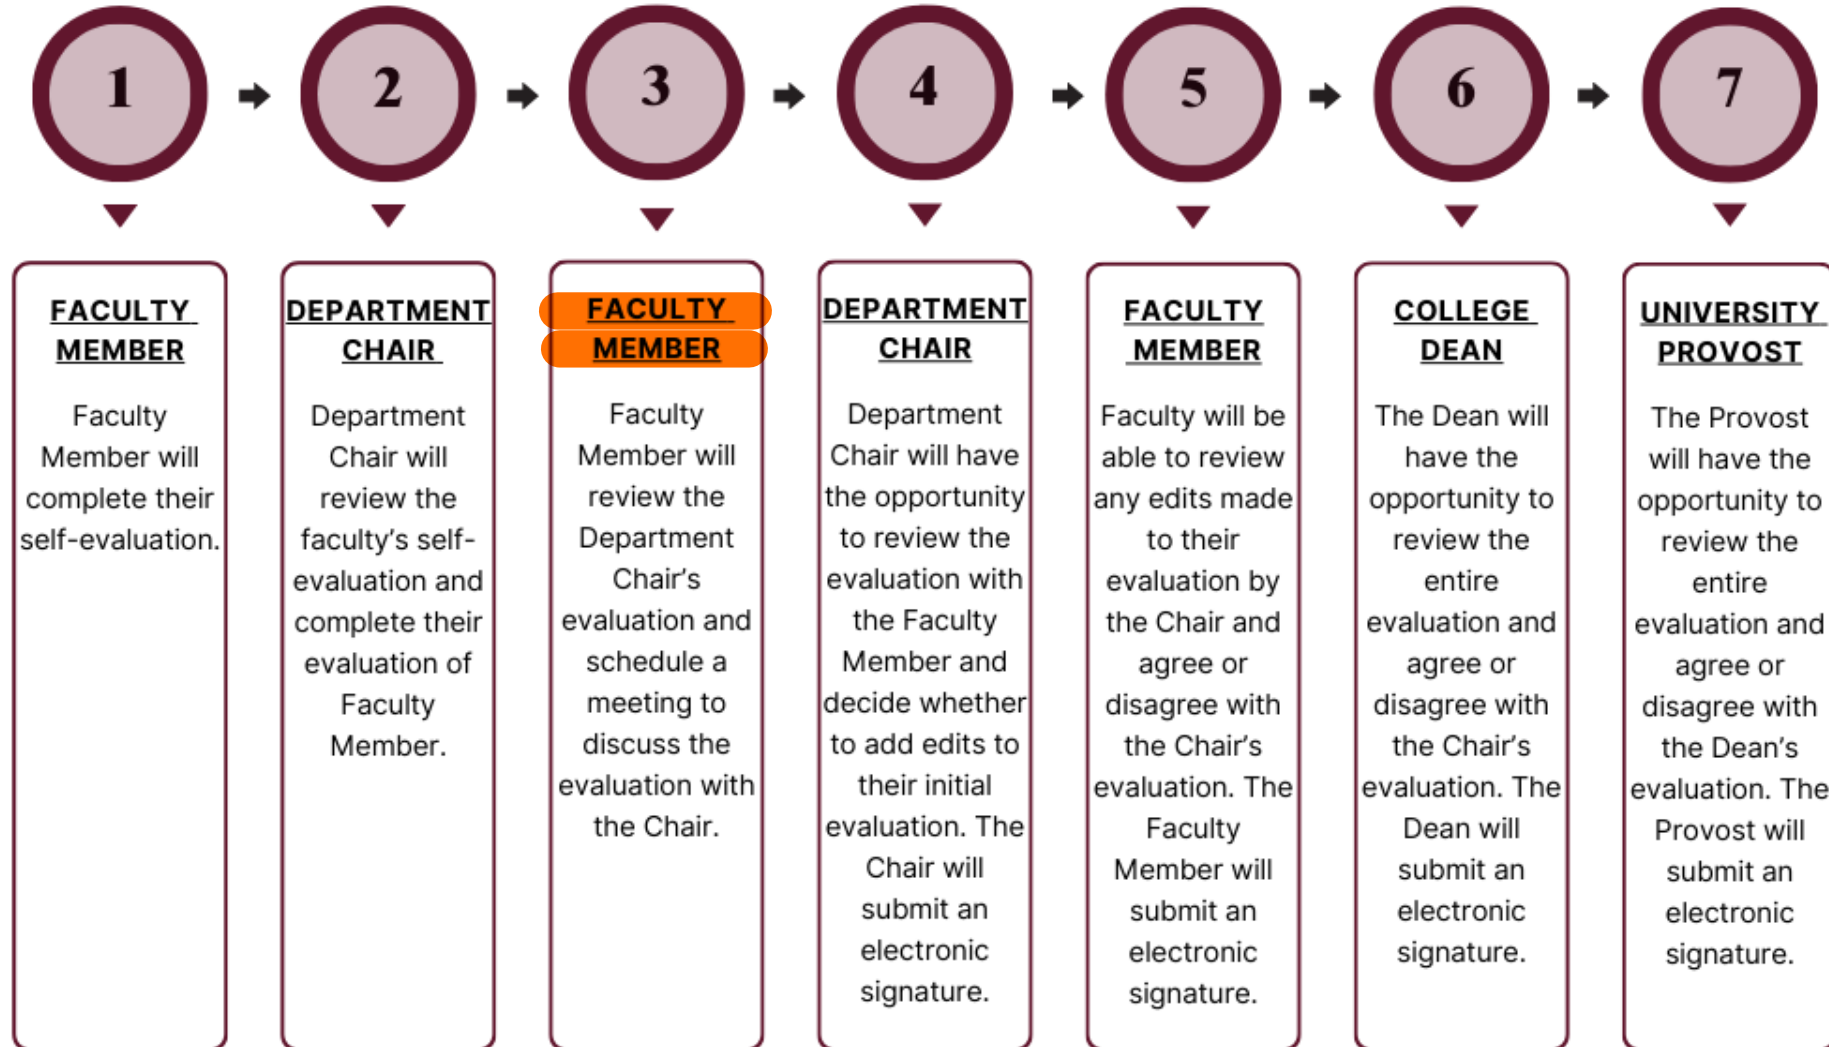 1
2
3
4
5
6
7
FACULTY
MEMBER
Faculty
Member will
complete their
self-evaluation.
DEPARTMENT
CHAIR
Department
Chair will
review the
faculty's self-
evaluation and
complete their
evaluation of
Faculty
Member.
FACULTY
MEMBER
Faculty
Member will
review the
Department
Chair's
evaluation and
schedule a
meeting to
discuss the
evaluation with
the Chair.
DEPARTMENT
CHAIR
Department
Chair will have
the opportunity
to review the
evaluation with
the Faculty
Member and
decide whether
to add edits to
their initial
evaluation. The
Chair will
submit an
electronic
signature.
FACULTY
MEMBER
Faculty will be
able to review
any edits made
to their
evaluation by
the Chair and
agree or
disagree with
the Chair's
evaluation. The
Faculty
Member will
submit an
electronic
signature.
COLLEGE
DEAN
The Dean will
have the
opportunity to
review the
entire
evaluation and
agree or
disagree with
the Chair's
evaluation. The
Dean will
submit an
electronic
signature.
UNIVERSITY
PROVOST
The Provost
will have the
opportunity to
review the
entire
evaluation and
agree or
disagree with
the Dean's
evaluation. The
Provost will
submit an
electronic
signature.